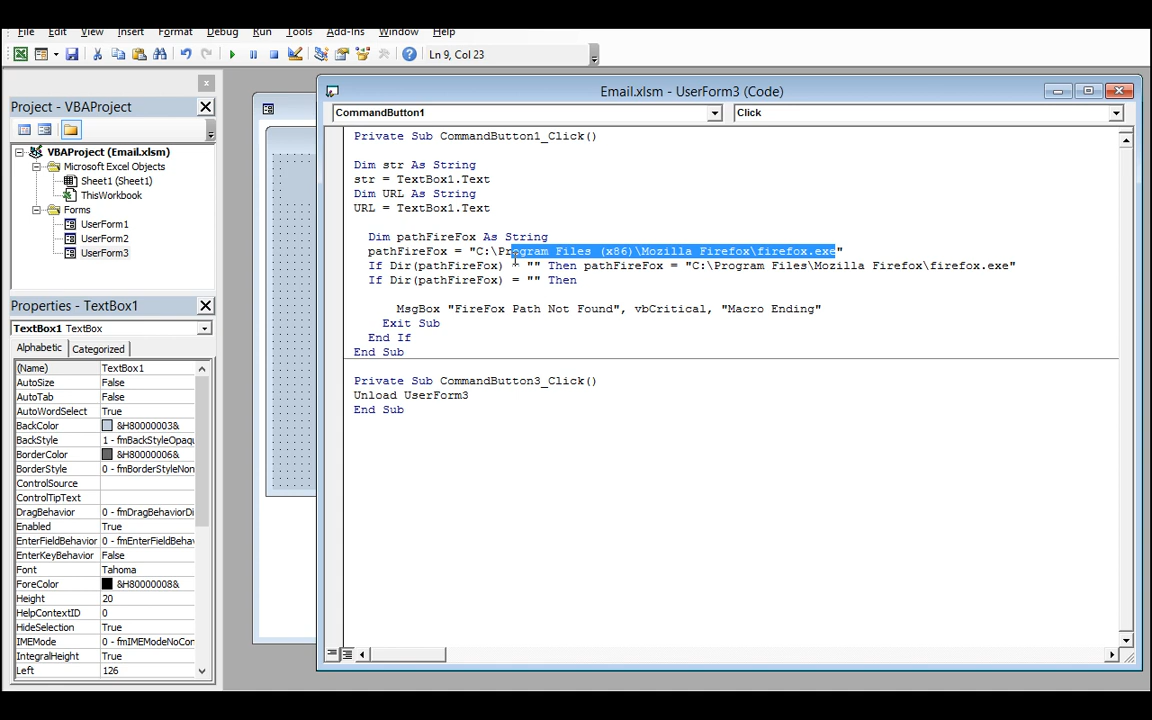 File Edit View Insert Format Debug Run Tools Add-Ins Window Help
Ln 9, Col 23
Project - VBAProject
VBAProject (Email.xlsm)
Microsoft Excel Objects
Sheet1 (Sheet1)
ThisWorkbook
Forms
UserForm1
UserForm2
UserForm3
Properties - TextBox1
TextBox1 TextBox
Alphabetic Categorized
(Name) TextBox1
AutoSize False
AutoTab False
AutoWordSelect True
BackColor &H80000003&
BackStyle 1 - fmBackStyleOpaqu
BorderColor &H80000006&
BorderStyle 0 - fmBorderStyleNon
ControlSource
ControlTipText
DragBehavior 0 - fmDragBehaviorDi
Enabled True
EnterFieldBehavior 0 - fmEnterFieldBehav
EnterKeyBehavior False
Font Tahoma
ForeColor &H80000008&
Height 20
HelpContextID 0
HideSelection True
IMEMode 0 - fmIMEModeNoCon
IntegralHeight True
Left 126
Email.xlsm - UserForm3 (Code)
CommandButton1 Click
Private Sub CommandButton1_Click()
Dim str As String
str = TextBox1.Text
Dim URL As String
URL = TextBox1.Text
Dim pathFireFox As String
pathFireFox = "C:\Program Files (x86)\Mozilla Firefox\firefox.exe"
If Dir(pathFireFox) = "" Then pathFireFox = "C:\Program Files\Mozilla Firefox\firefox.exe"
If Dir(pathFireFox) = "" Then
MsgBox "FireFox Path Not Found", vbCritical, "Macro Ending"
Exit Sub
End If
End Sub
Private Sub CommandButton3_Click()
Unload UserForm3
End Sub